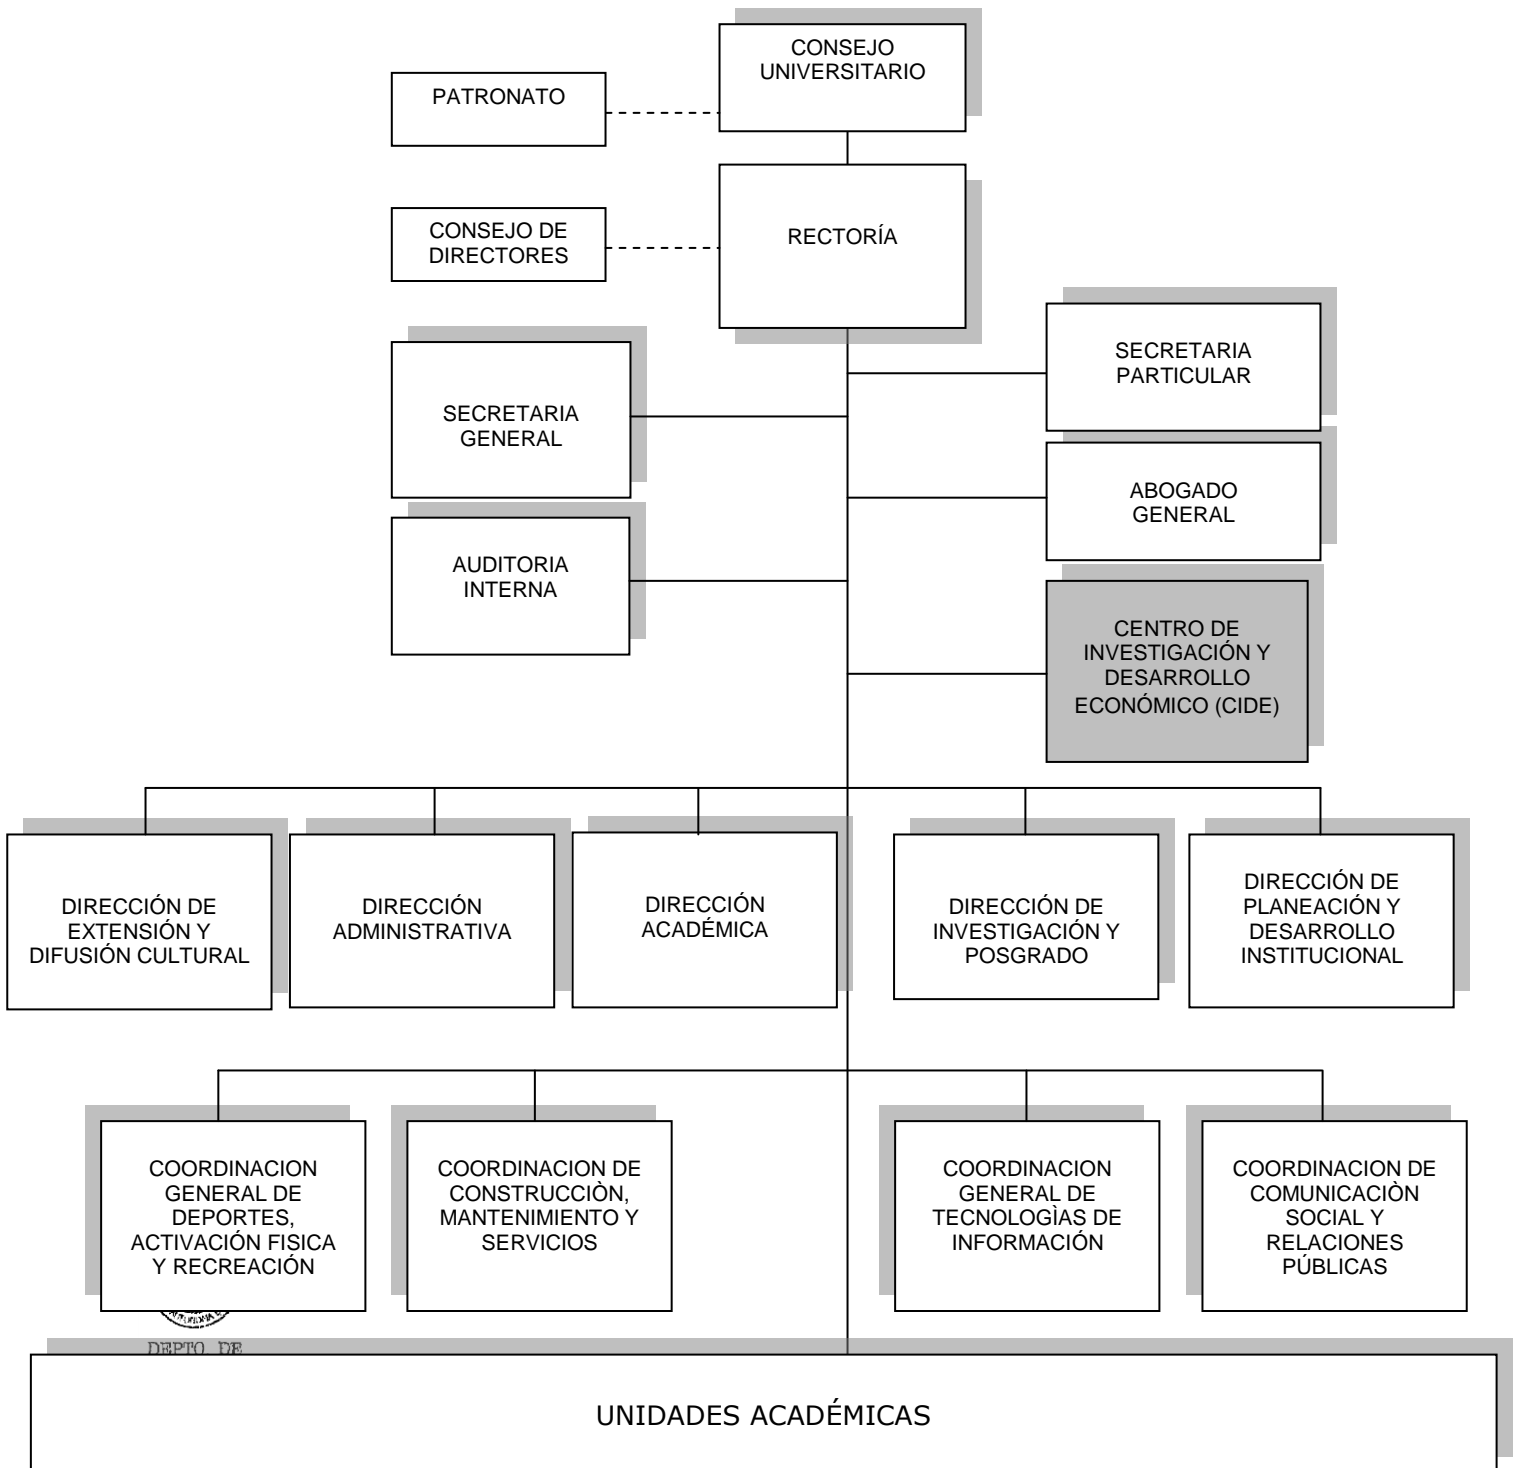 CONSEJO
UNIVERSITARIO
PATRONATO
CONSEJO DE
DIRECTORES
RECTORÍA
SECRETARIA
PARTICULAR
SECRETARIA
GENERAL
ABOGADO
GENERAL
AUDITORIA
INTERNA
CENTRO DE
INVESTIGACIÓN Y
DESARROLLO
ECONÓMICO (CIDE)
DIRECCIÓN DE
EXTENSIÓN Y
DIFUSIÓN CULTURAL
DIRECCIÓN
ADMINISTRATIVA
DIRECCIÓN
ACADÉMICA
DIRECCIÓN DE
INVESTIGACIÓN Y
POSGRADO
DIRECCIÓN DE
PLANEACIÓN Y
DESARROLLO
INSTITUCIONAL
COORDINACION
GENERAL DE
DEPORTES,
ACTIVACIÓN FISICA
Y RECREACIÓN
COORDINACION DE
CONSTRUCCIÒN,
MANTENIMIENTO Y
SERVICIOS
COORDINACION
GENERAL DE
TECNOLOGÌAS DE
INFORMACIÓN
COORDINACION DE
COMUNICACIÒN
SOCIAL Y
RELACIONES
PÚBLICAS
DEPTO DE
UNIDADES ACADÉMICAS